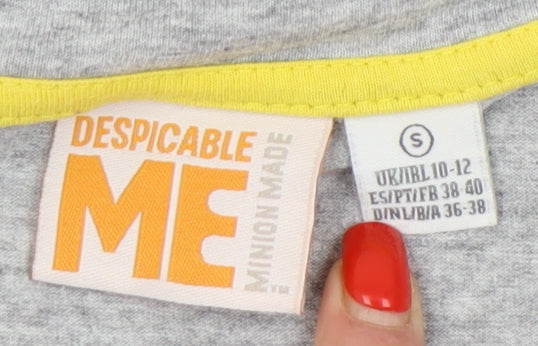 DESPICABLE
ME
MINION MADE
S
UK/IRL 10-12
ES/PT/FR 38-40
D/NL/B/A 36-38